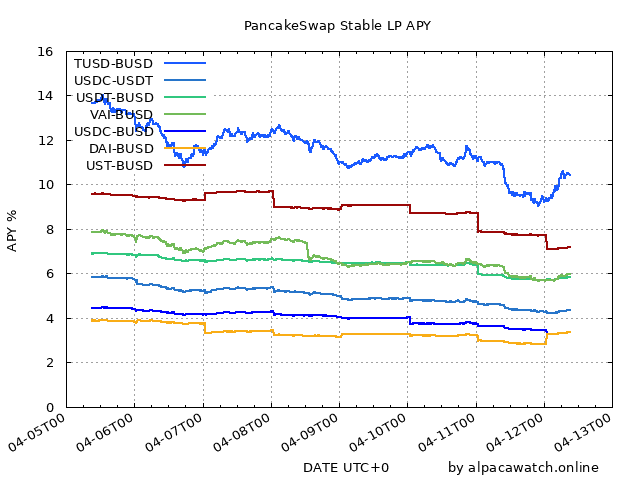 PancakeSwap Stable LP APY
APY %
16
14
12
10
8
6
4
2
0
TUSD-BUSD
USDC-USDT
USDT-BUSD
VAI-BUSD
USDC-BUSD
DAI-BUSD
UST-BUSD
04-05T00
04-06T00
04-07T00
04-08T00
04-09T00
04-10T00
04-11T00
04-12T00
04-13T00
DATE UTC+0
by alpacawatch.online